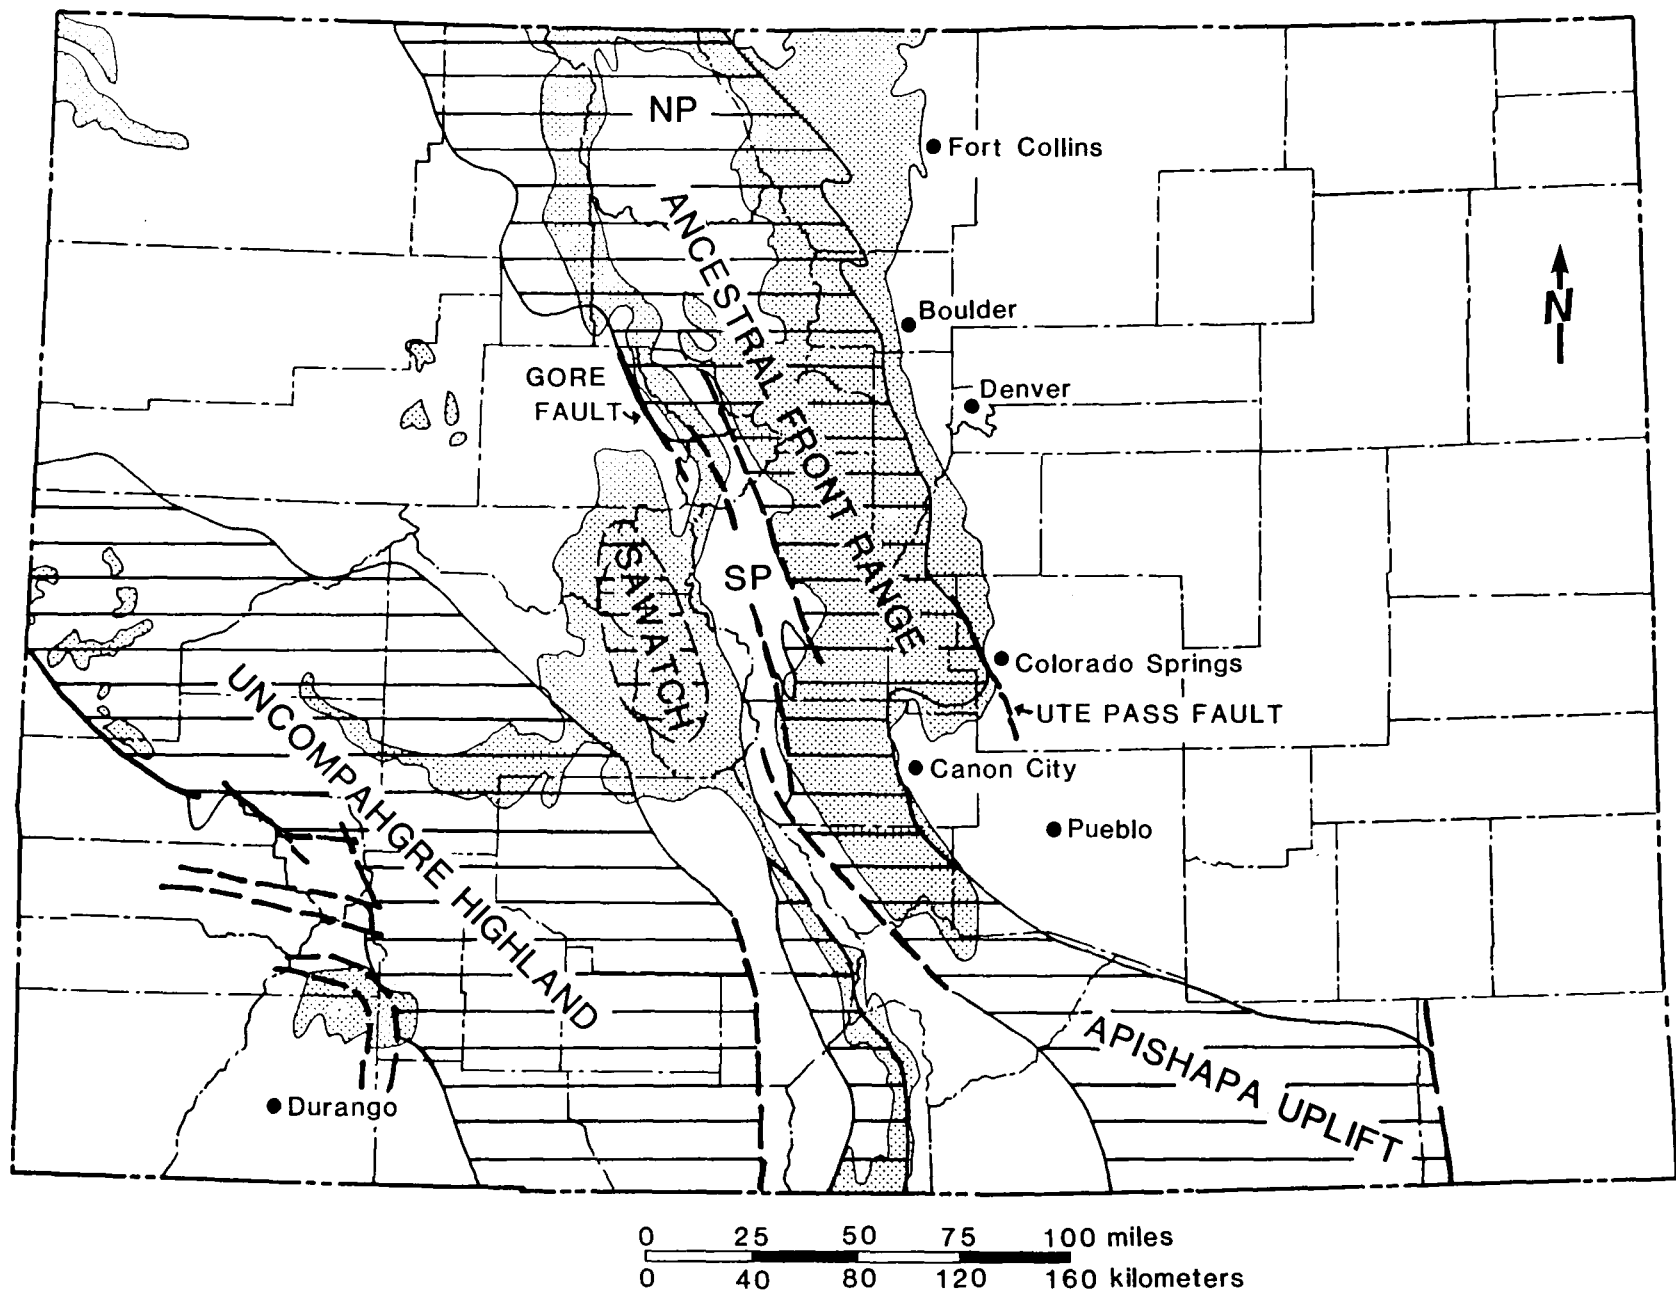 NP
Fort Collins
ANCESTRAL FRONT RANGE
N
Boulder
GORE
FAULT
Denver
SAWATCH
SP
Colorado Springs
UTE PASS FAULT
UNCOMPAHGRE HIGHLAND
Canon City
Pueblo
APISHAPA UPLIFT
Durango
0 25 50 75 100 miles
0 40 80 120 160 kilometers